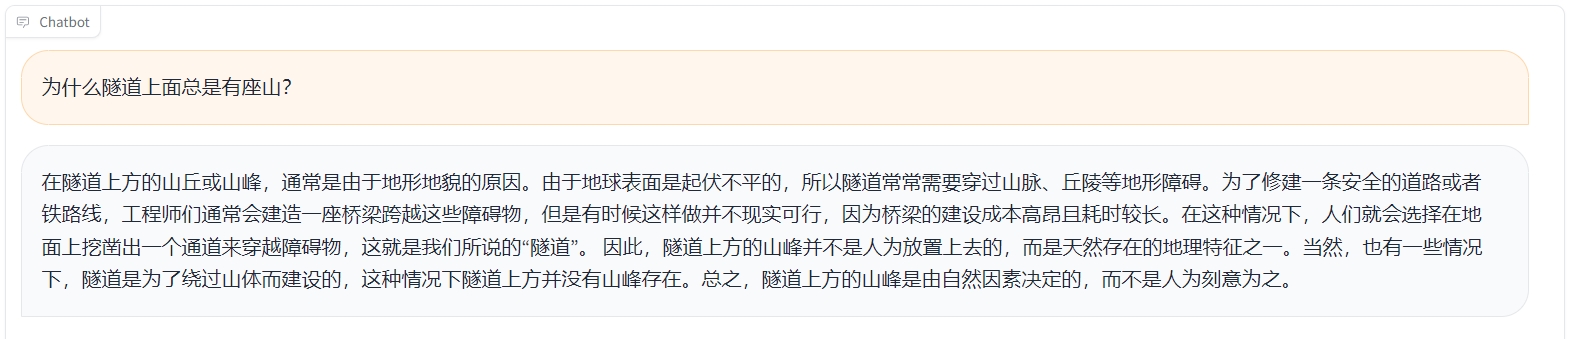 Chatbot
为什么隧道上面总是有座山？
在隧道上方的山丘或山峰，通常是由于地形地貌的原因。由于地球表面是起伏不平的，所以隧道常常需要穿过山脉、丘陵等地形障碍。为了修建一条安全的道路或者
铁路线，工程师们通常会建造一座桥梁跨越这些障碍物，但是有时候这样做并不现实可行，因为桥梁的建设成本高昂且耗时较长。在这种情况下，人们就会选择在地
面上挖凿出一个通道来穿越障碍物，这就是我们所说的“隧道”。 因此，隧道上方的山峰并不是人为放置上去的，而是天然存在的地理特征之一。当然，也有一些情况
下，隧道是为了绕过山体而建设的，这种情况下隧道上方并没有山峰存在。总之，隧道上方的山峰是由自然因素决定的，而不是人为刻意为之。